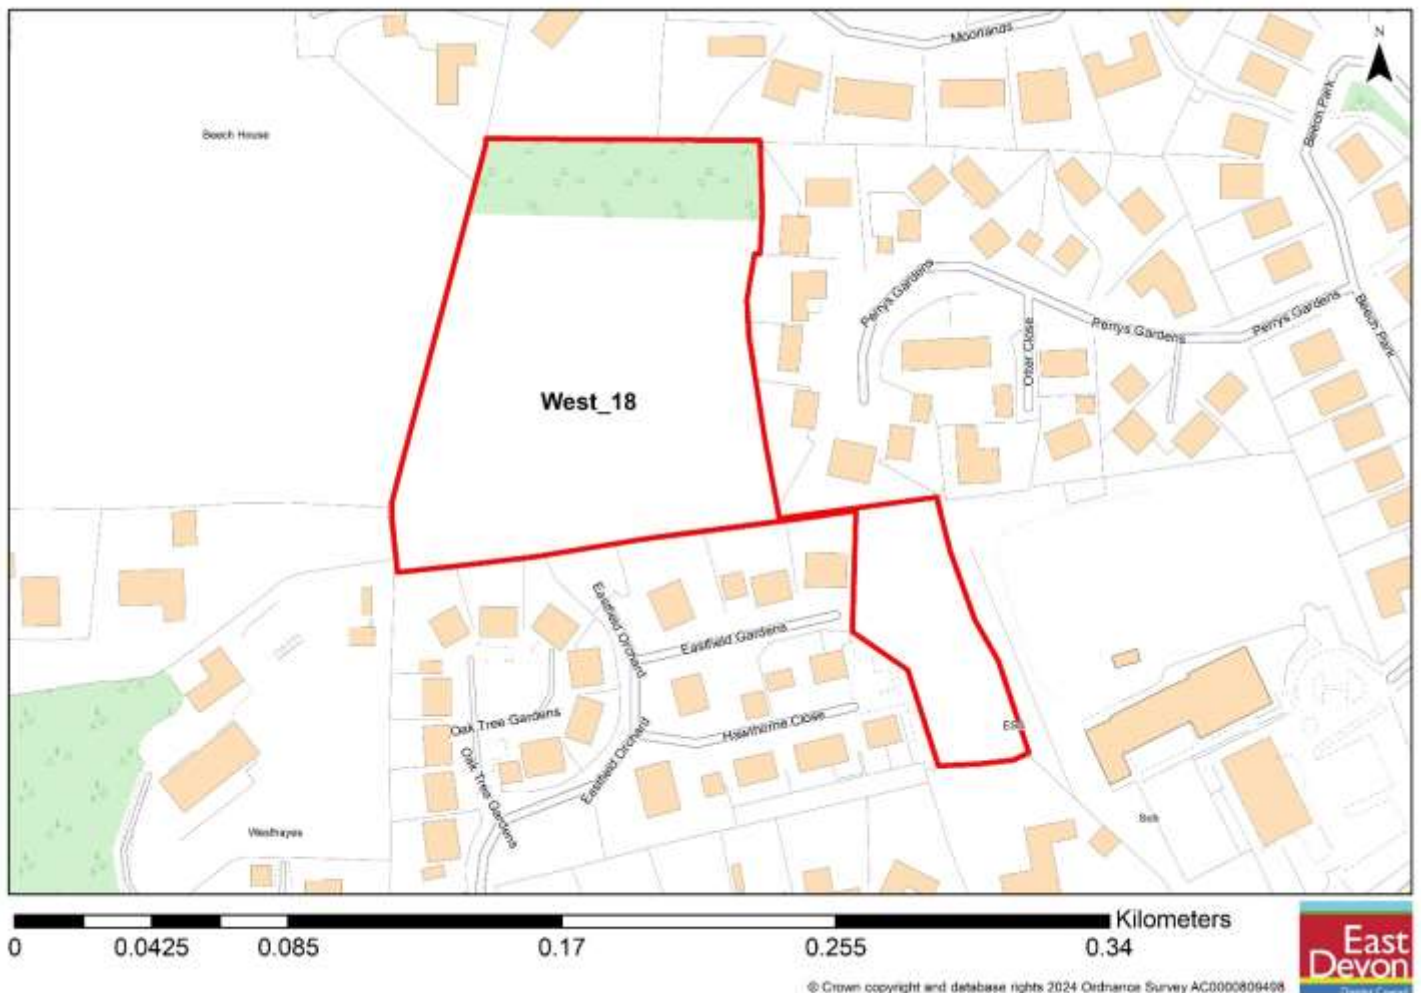 Moorlands
N
Beech House
Beech Park
Perrys Gardens
Perrys Gardens
Perrys Gardens
Beech Park
Otter Close
West_18
Eastfield Orchard
Eastfield Gardens
Oak Tree Gardens
Hawthorne Close
Eastfield Orchard
Oak Tree Gardens
Westhayes
Sch
Kilometers
0 0.0425 0.085 0.17 0.255 0.34
East
Devon
© Crown copyright and database rights 2024 Ordnance Survey AC0000809498